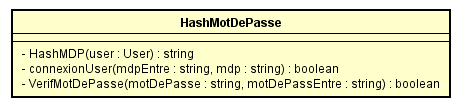 HashMotDePasse
- HashMDP(user : User) : string
- connexionUser(mdpEntre : string, mdp : string) : boolean
- VerifMotDePasse(motDePasse : string, motDePassEntre : string) : boolean